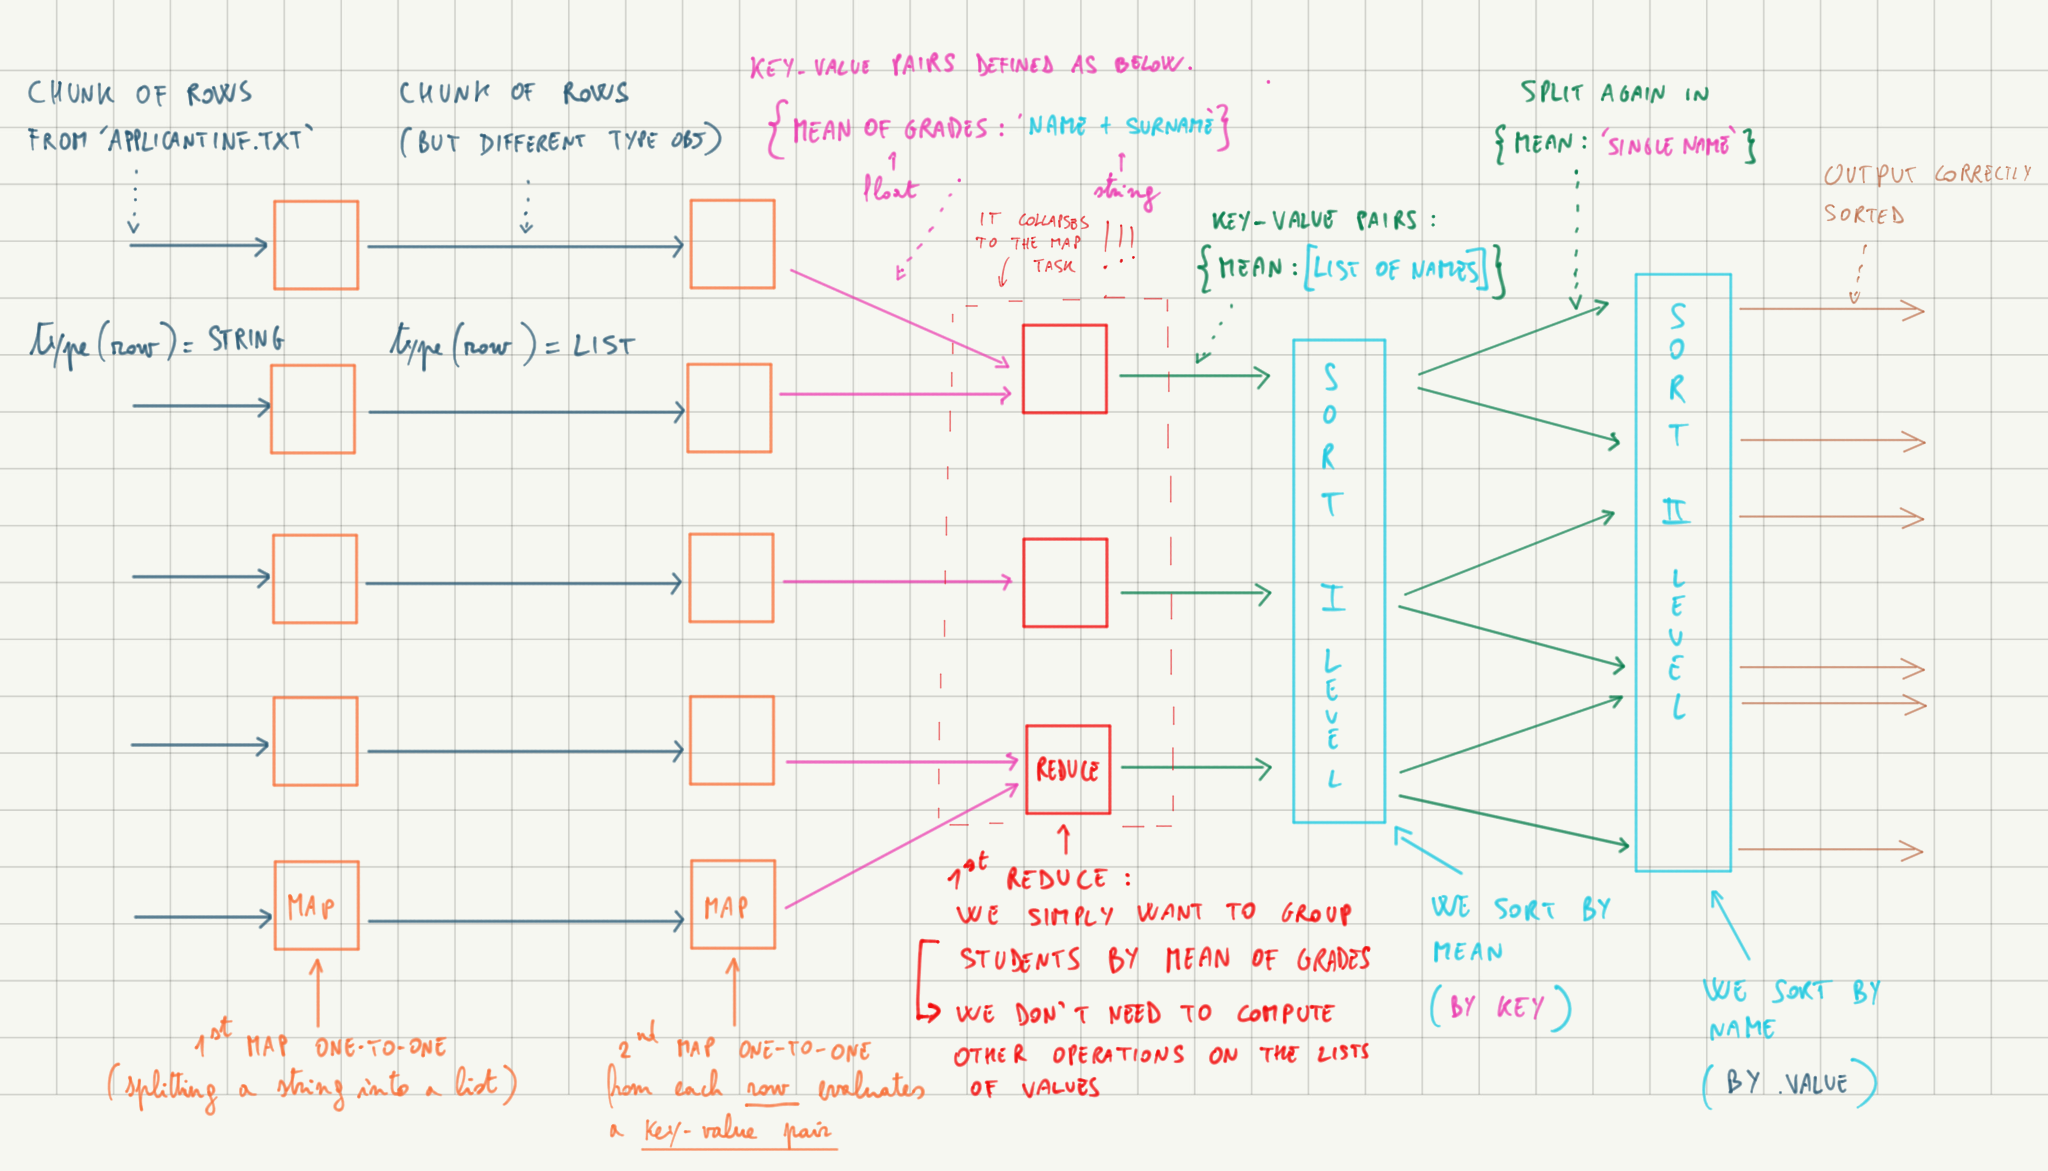 CHUNK OF ROWS
FROM 'APPLICANTINF.TXT'
CHUNK OF ROWS
(BUT DIFFERENT TYPE OBJ)
KEY-VALUE PAIRS DEFINED AS BELOW.
{MEAN OF GRADES: 'NAME + SURNAME'}
float
string
IT COLLAPSES
TO THE MAP
TASK
!!!
KEY-VALUE PAIRS:
{MEAN:[LIST OF NAMES]}
SPLIT AGAIN IN
{MEAN: 'SINGLE NAME'}
OUTPUT CORRECTLY
SORTED
type(row) = STRING
type(row) = LIST
SORT I LEVEL
SORT II LEVEL
REDUCE
MAP
MAP
1st MAP ONE-TO-ONE
(splitting a string into a list)
2nd MAP ONE-TO-ONE
from each row evaluates
a key-value pair
1st REDUCE:
WE SIMPLY WANT TO GROUP
STUDENTS BY MEAN OF GRADES
WE DON'T NEED TO COMPUTE
OTHER OPERATIONS ON THE LISTS
OF VALUES
WE SORT BY
MEAN
(BY KEY)
WE SORT BY
NAME
(BY .VALUE)